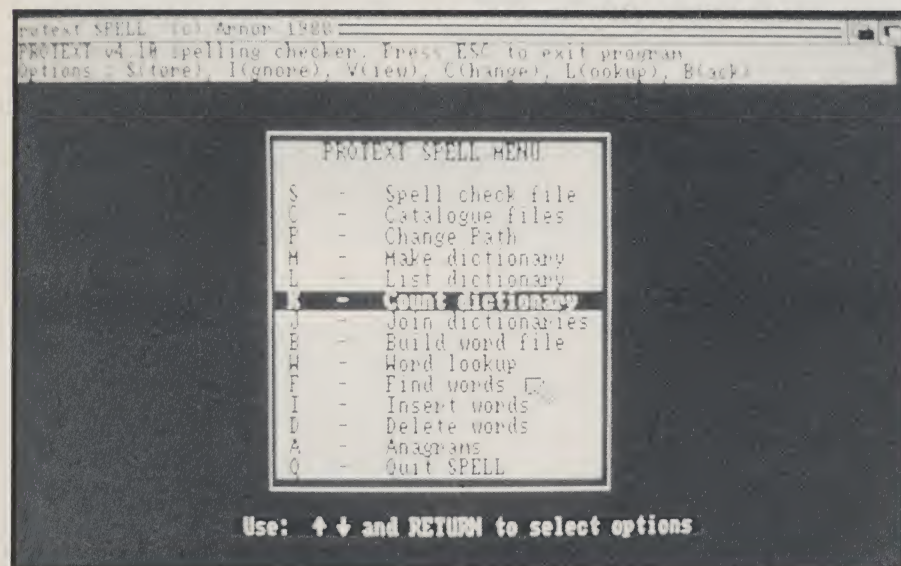 rotext SPELL (c) Arnor 1988
PROTEXT v4.10 spelling checker. Press ESC to exit program
Options : S(tore), I(gnore), V(iew), C(hange), L(ookup), B(ack)
PROTEXT SPELL MENU
S - Spell check file
C - Catalogue files
P - Change Path
M - Make dictionary
L - List dictionary
K - Count dictionary
J - Join dictionaries
B - Build word file
W - Word lookup
F - Find words
I - Insert words
D - Delete words
A - Anagrams
Q - Quit SPELL
Use: ↑ ↓ and RETURN to select options